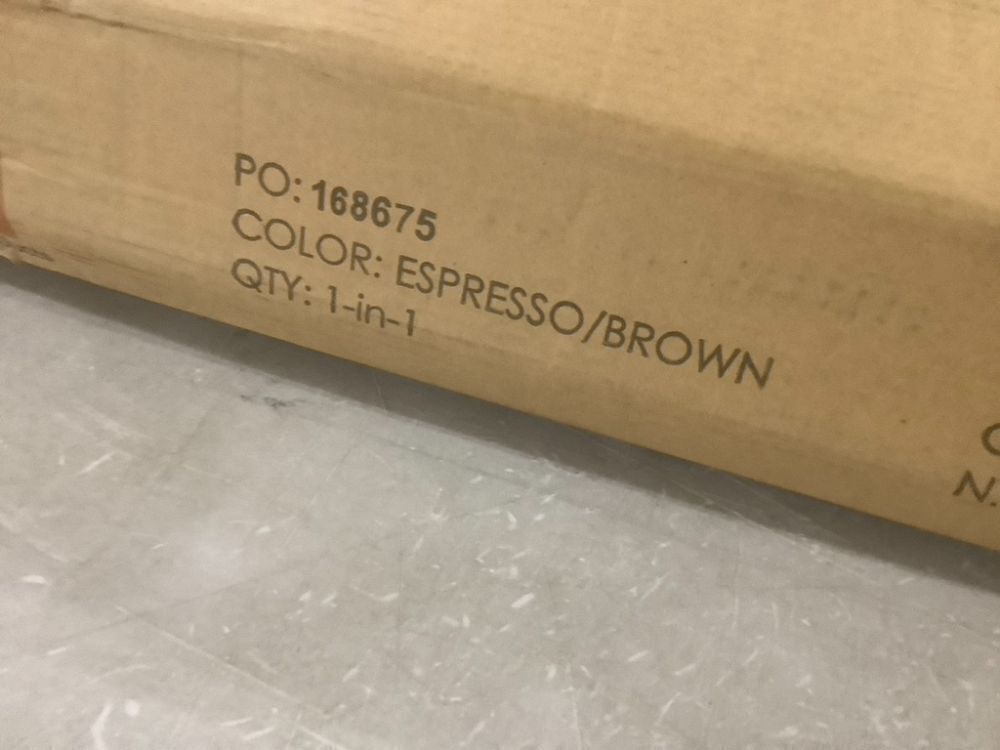 PO: 168675
COLOR: ESPRESSO/BROWN
QTY: 1-in-1
N.